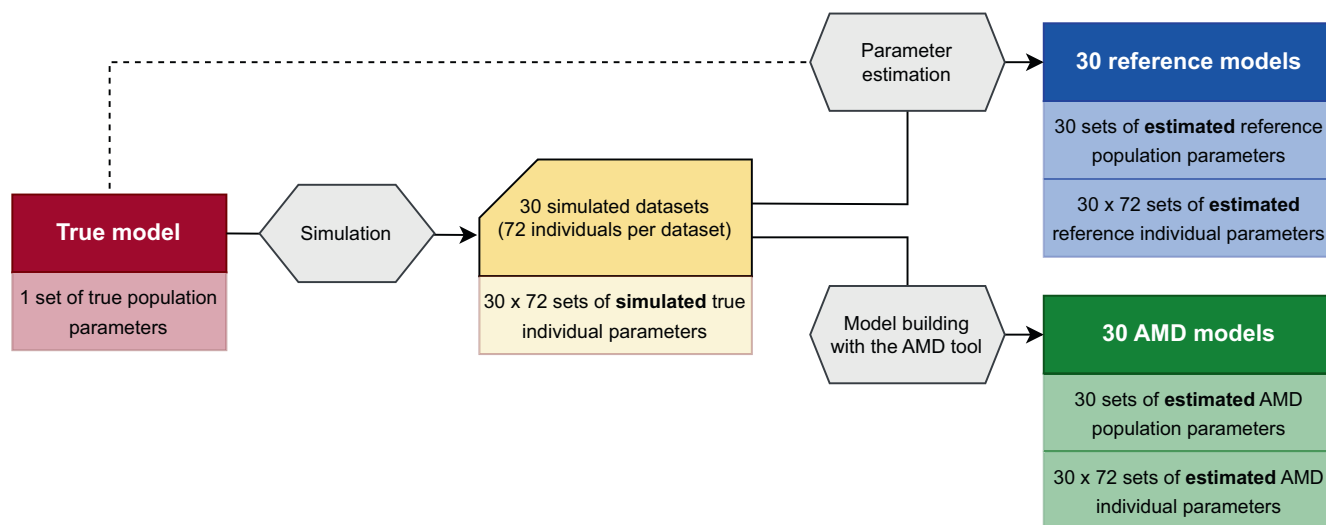 True model
1 set of true population
parameters
Simulation
30 simulated datasets
(72 individuals per dataset)
30 x 72 sets of simulated true
individual parameters
Parameter
estimation
30 reference models
30 sets of estimated reference
population parameters
30 x 72 sets of estimated
reference individual parameters
Model building
with the AMD tool
30 AMD models
30 sets of estimated AMD
population parameters
30 x 72 sets of estimated AMD
individual parameters